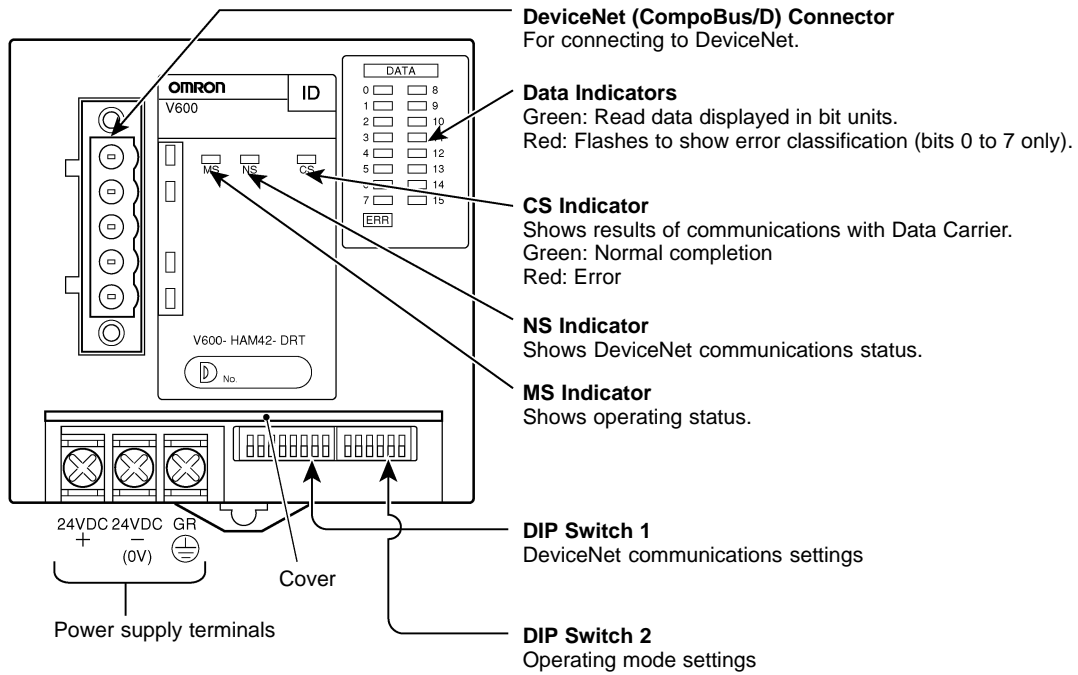 DeviceNet (CompoBus/D) Connector
For connecting to DeviceNet.
Data Indicators
Green: Read data displayed in bit units.
Red: Flashes to show error classification (bits 0 to 7 only).
CS Indicator
Shows results of communications with Data Carrier.
Green: Normal completion
Red: Error
NS Indicator
Shows DeviceNet communications status.
MS Indicator
Shows operating status.
DIP Switch 1
DeviceNet communications settings
DIP Switch 2
Operating mode settings
OMRON
ID
V600
MS
NS
CS
DATA
0 8
1 9
2 10
3
4 12
5 13
14
7 15
ERR
V600- HAM42- DRT
D No.
24VDC 24VDC GR
+ −
(0V)
Cover
Power supply terminals